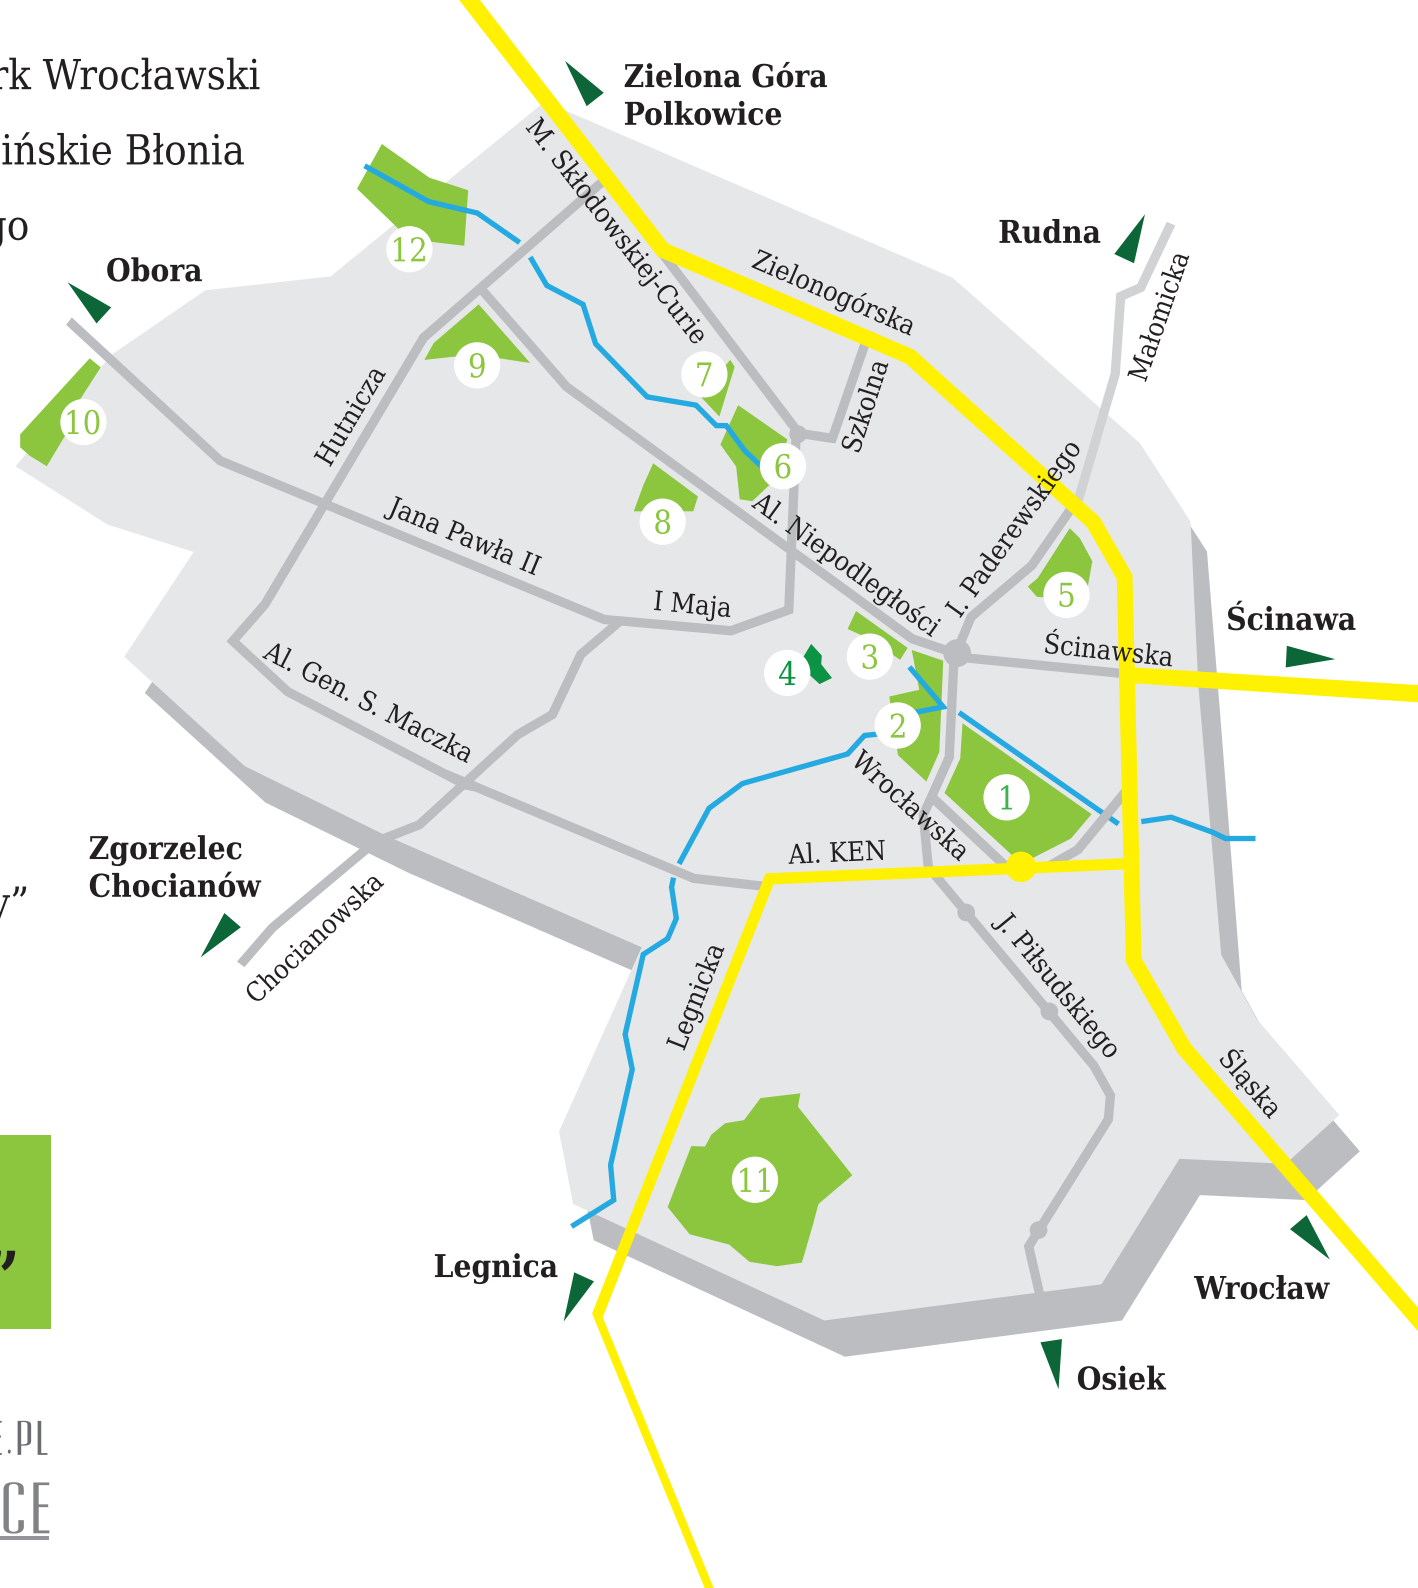 rk Wrocławski
ińskie Błonia
go
Zielona Góra
Polkowice
M. Skłodowskiej-Curie
Zielonogórska
Rudna
Małomicka
Obora
12
9
7
6
10
8
Hutnicza
Szkolna
Jana Pawła II
Al. Niepodległości
I. Paderewskiego
5
I Maja
Ścinawa
Ścinawska
3
4
2
1
Al. Gen. S. Maczka
Wrocławska
Al. KEN
Zgorzelec
Chocianów
Chocianowska
y”
Legnicka
J. Piłsudskiego
Śląska
11
”
Legnica
Wrocław
Osiek
E.PL
CE